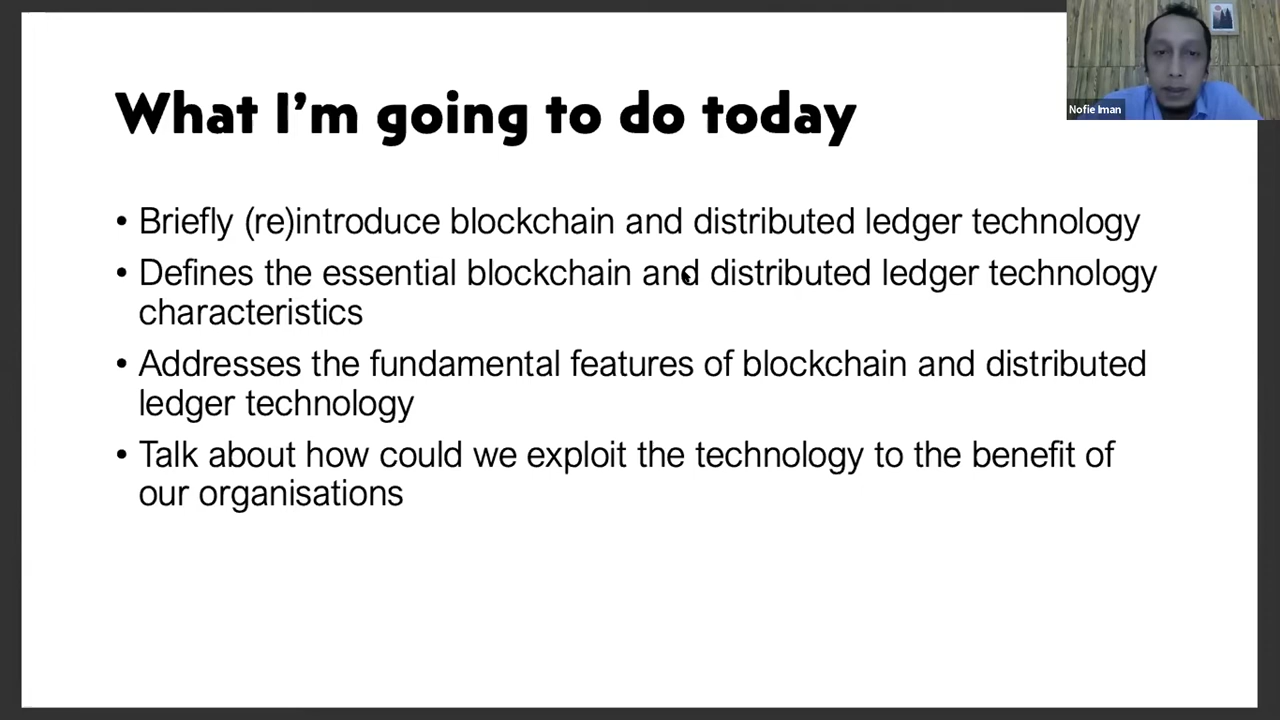 What I'm going to do today
• Briefly (re)introduce blockchain and distributed ledger technology
• Defines the essential blockchain and distributed ledger technology
characteristics
• Addresses the fundamental features of blockchain and distributed
ledger technology
• Talk about how could we exploit the technology to the benefit of
our organisations
Nofie Iman